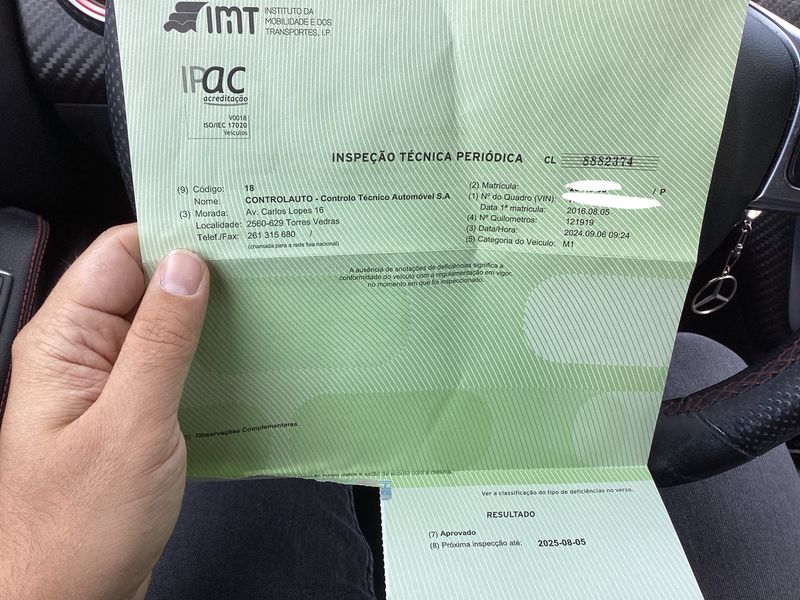 IMT INSTITUTO DA
MOBILIDADE E DOS
TRANSPORTES, I.P.
IPAC
acreditação
V0018
ISO/IEC 17020
Veículos
INSPEÇÃO TÉCNICA PERIÓDICA CL 8882374
(9) Código: 18
Nome: CONTROLAUTO - Controlo Técnico Automóvel S.A
(3) Morada: Av. Carlos Lopes 16
Localidade: 2560-629 Torres Vedras
Telef./Fax: 261 315 680 /
(chamada para a rede fixa nacional)
(2) Matrícula: / P
(1) Nº do Quadro (VIN):
Data 1ª matricula: 2016.08.05
(4) Nº Quilometros: 121919
(3) Data/Hora: 2024.09.06 09:24
(5) Categoria do Veículo: M1
A ausência de anotações de deficiências significa a
conformidade do veículo com a regulamentação em vigor,
no momento em que foi inspeccionado.
Observações Complementares
Ver a classificação do tipo de deficiências no verso.
RESULTADO
(7) Aprovado
(8) Próxima inspecção até: 2025-08-05